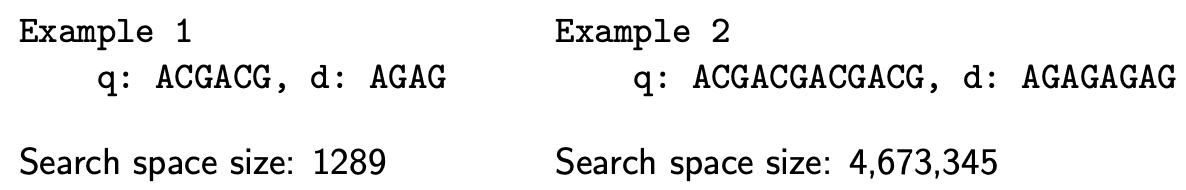 Example 1
q: ACGACG, d: AGAG
Search space size: 1289
Example 2
q: ACGACGACGACG, d: AGAGAGAG
Search space size: 4,673,345